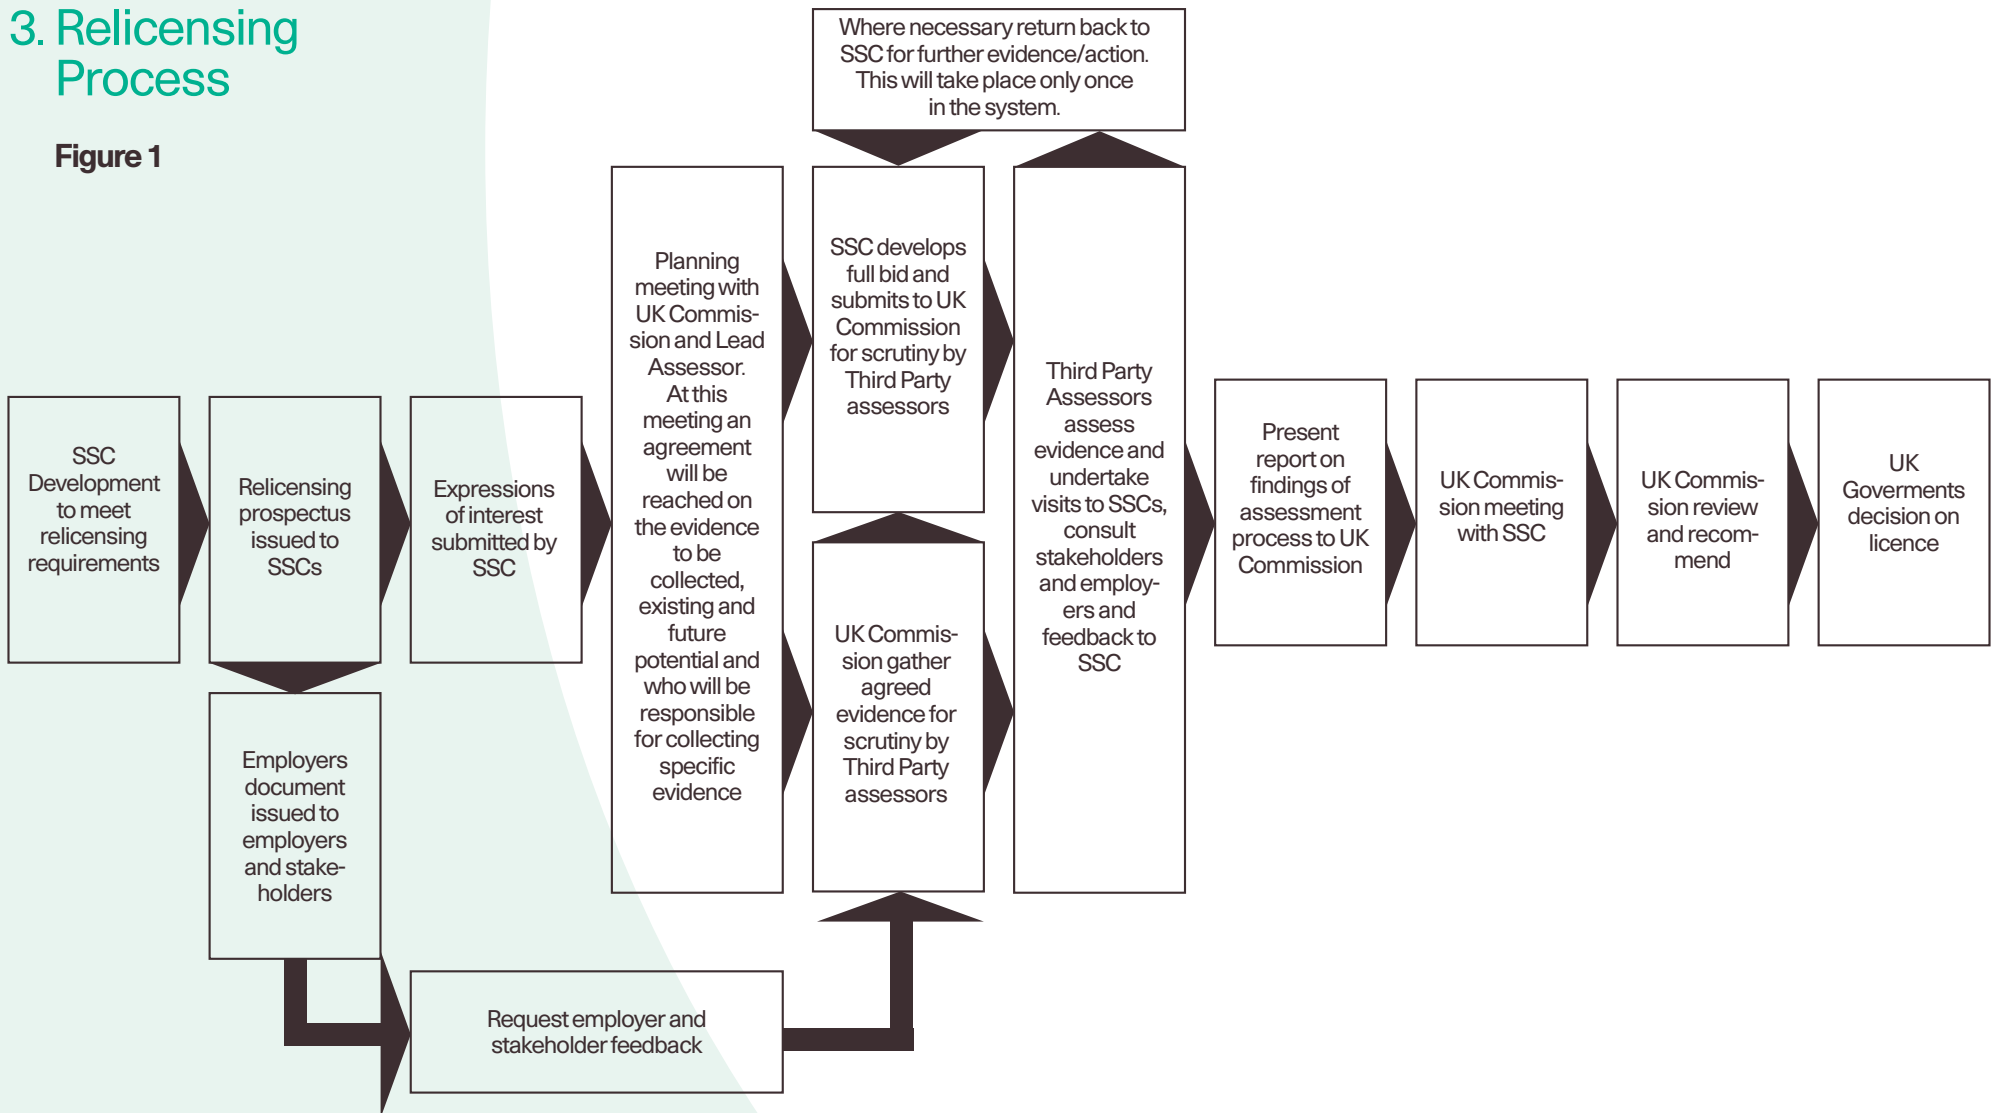 3. Relicensing
Process
Figure 1
Where necessary return back to
SSC for further evidence/action.
This will take place only once
in the system.
SSC
Development
to meet
relicensing
requirements
Relicensing
prospectus
issued to
SSCs
Expressions
of interest
submitted by
SSC
Planning
meeting with
UK Commis-
sion and Lead
Assessor.
At this
meeting an
agreement
will be
reached on
the evidence
to be
collected,
existing and
future
potential and
who will be
responsible
for collecting
specific
evidence
SSC develops
full bid and
submits to UK
Commission
for scrutiny by
Third Party
assessors
UK Commis-
sion gather
agreed
evidence for
scrutiny by
Third Party
assessors
Third Party
Assessors
assess
evidence and
undertake
visits to SSCs,
consult
stakeholders
and employ-
ers and
feedback to
SSC
Present
report on
findings of
assessment
process to UK
Commission
UK Commis-
sion meeting
with SSC
UK Commis-
sion review
and recom-
mend
UK
Goverments
decision on
licence
Employers
document
issued to
employers
and stake-
holders
Request employer and
stakeholder feedback